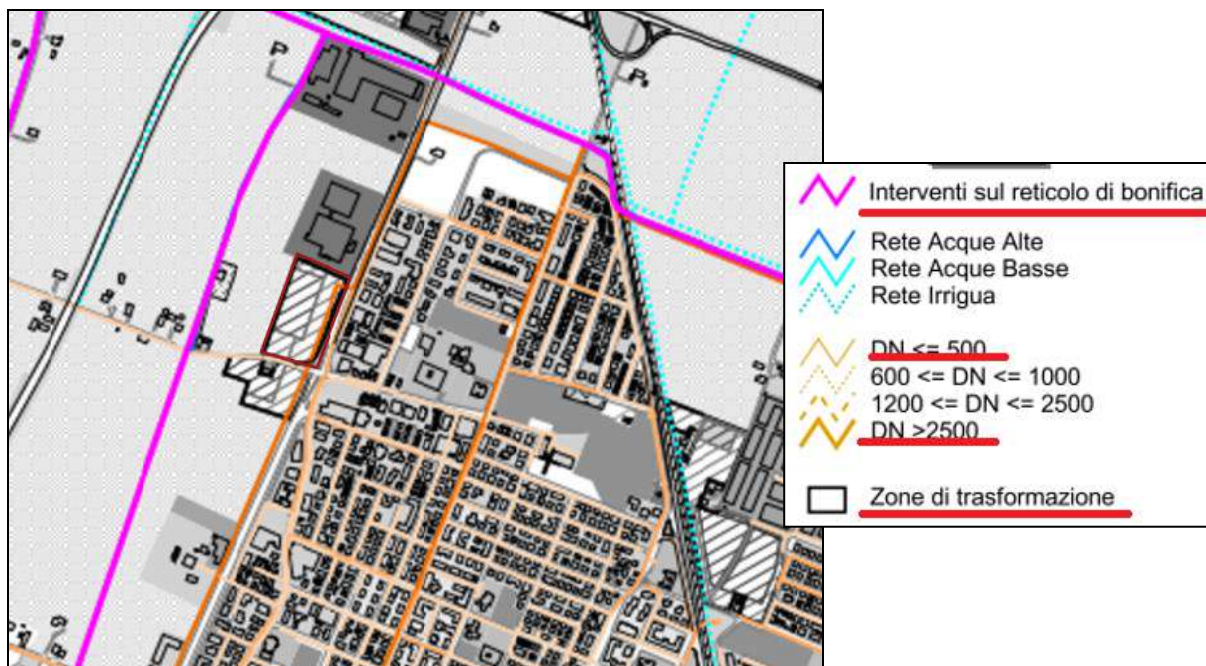 Interventi sul reticolo di bonifica
Rete Acque Alte
Rete Acque Basse
Rete Irrigua
DN <= 500
600 <= DN <= 1000
1200 <= DN <= 2500
DN >2500
Zone di trasformazione